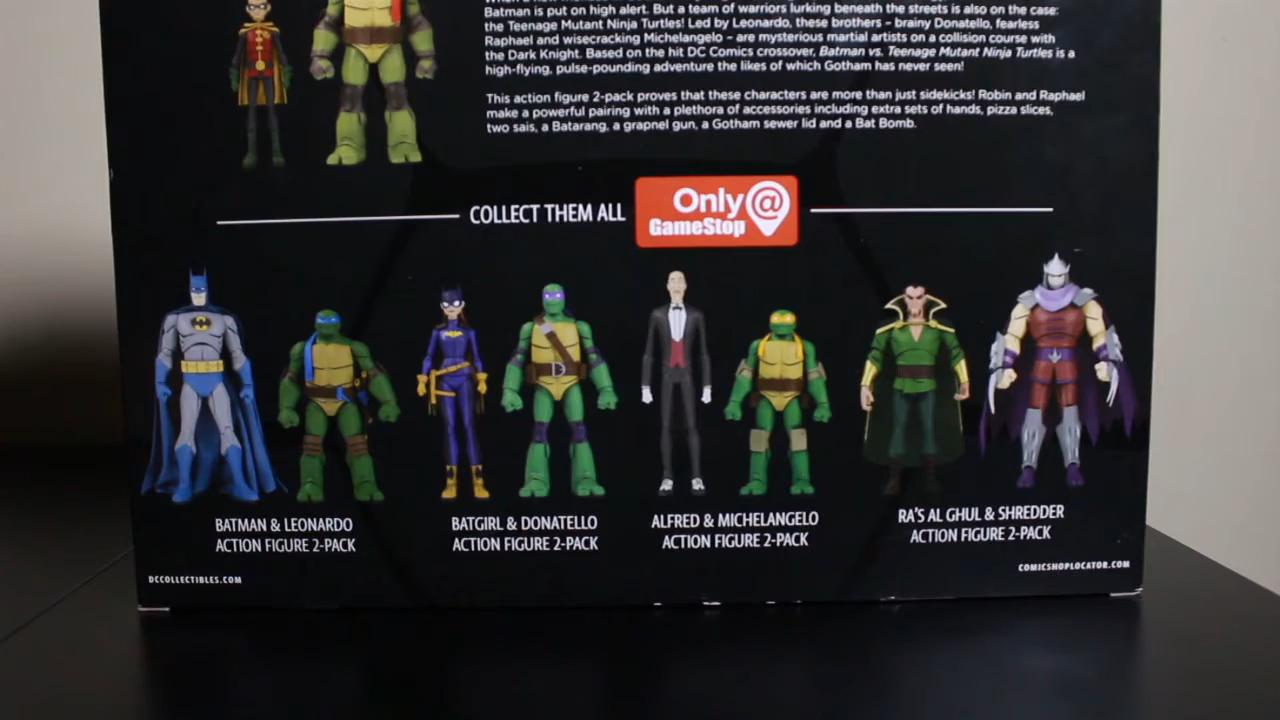 Batman is put on high alert. But a team of warriors lurking beneath the streets is also on the case:
the Teenage Mutant Ninja Turtles! Led by Leonardo, these brothers – brainy Donatello, fearless
Raphael and wisecracking Michelangelo – are mysterious martial artists on a collision course with
the Dark Knight. Based on the hit DC Comics crossover, Batman vs. Teenage Mutant Ninja Turtles is a
high-flying, pulse-pounding adventure the likes of which Gotham has never seen!
This action figure 2-pack proves that these characters are more than just sidekicks! Robin and Raphael
make a powerful pairing with a plethora of accessories including extra sets of hands, pizza slices,
two sais, a Batarang, a grapnel gun, a Gotham sewer lid and a Bat Bomb.
COLLECT THEM ALL
Only @
GameStop
BATMAN & LEONARDO
ACTION FIGURE 2-PACK
BATGIRL & DONATELLO
ACTION FIGURE 2-PACK
ALFRED & MICHELANGELO
ACTION FIGURE 2-PACK
RA'S AL GHUL & SHREDDER
ACTION FIGURE 2-PACK
DCCOLLECTIBLES.COM
COMICSHOPLOCATOR.COM